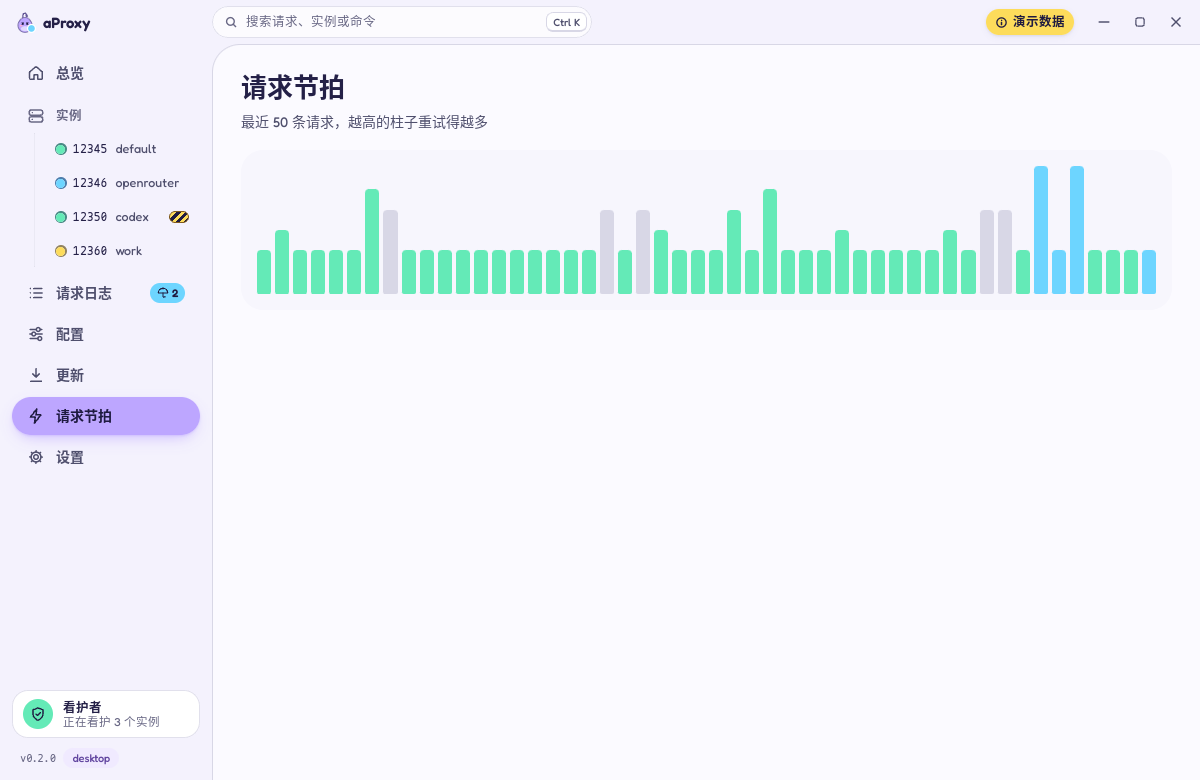 aProxy
搜索请求、实例或命令
Ctrl K
演示数据
总览
实例
12345 default
12346 openrouter
12350 codex
12360 work
请求日志
2
配置
更新
请求节拍
设置
看护者
正在看护 3 个实例
v0.2.0
desktop
请求节拍
最近 50 条请求，越高的柱子重试得越多